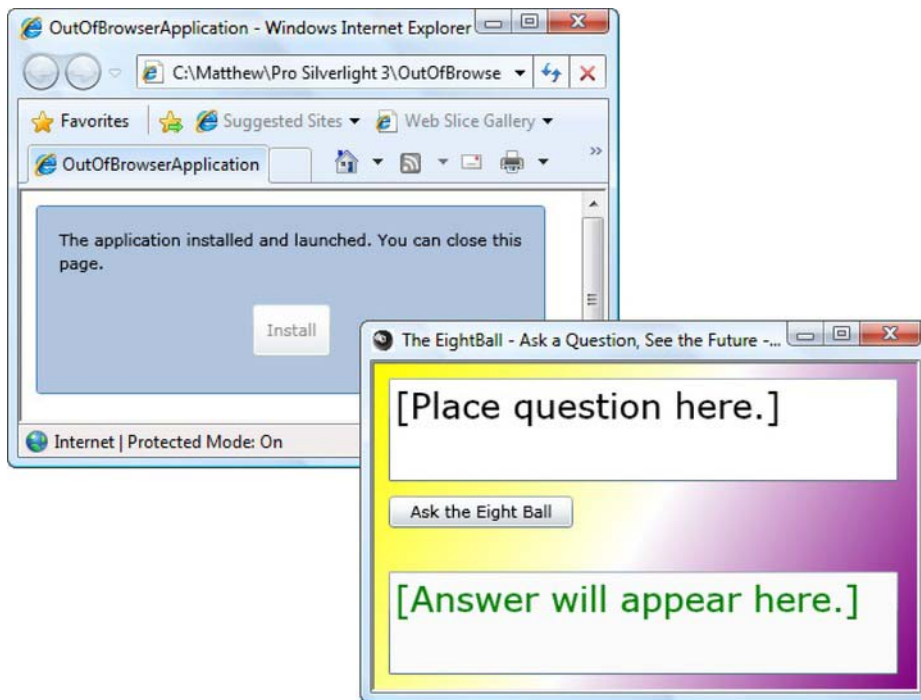 OutOfBrowserApplication - Windows Internet Explorer
C:\Matthew\Pro Silverlight 3\OutOfBrowse
Favorites
Suggested Sites
Web Slice Gallery
OutOfBrowserApplication
The application installed and launched. You can close this
page.
Install
Internet | Protected Mode: On
The EightBall - Ask a Question, See the Future -...
[Place question here.]
Ask the Eight Ball
[Answer will appear here.]